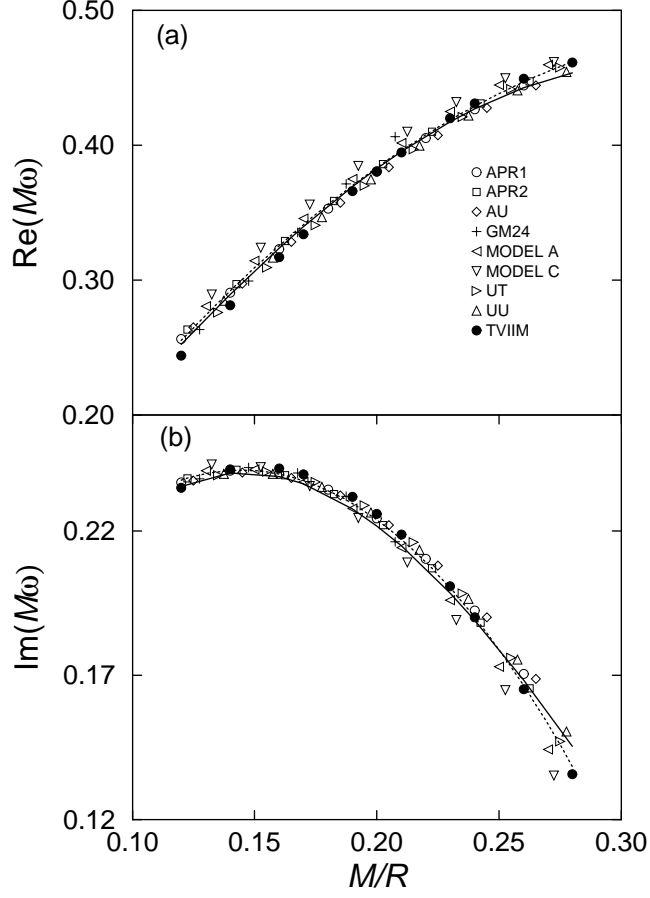 (a)
0.50
0.40
0.30
0.20
Re(Mω)
APR1
APR2
AU
GM24
MODEL A
MODEL C
UT
UU
TVIIM
(b)
0.22
0.17
0.12
Im(Mω)
0.10
0.15
0.20
0.25
0.30
M/R